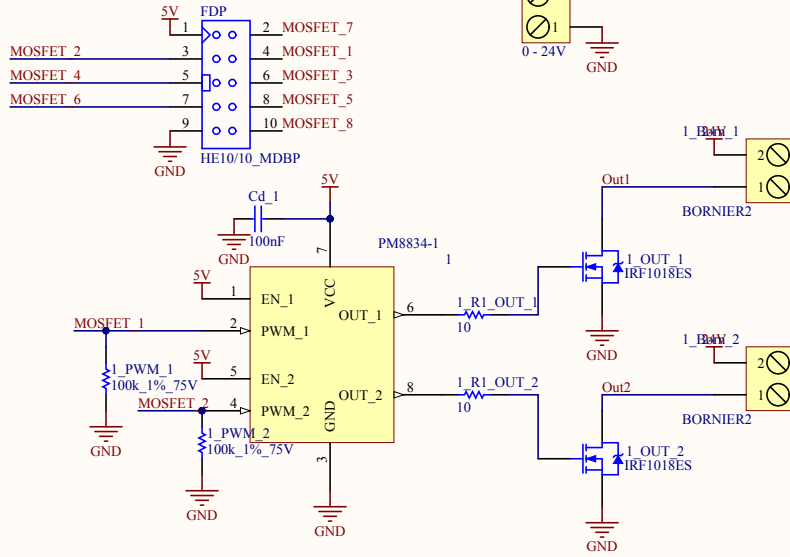 5V
FDP
1
2
MOSFET_7
MOSFET_2
3
4
MOSFET_1
MOSFET_4
5
6
MOSFET_3
MOSFET_6
7
8
MOSFET_5
9
10
MOSFET_8
GND
HE10/10_MDBP
1
0 - 24V
GND
1_Born_1
24V
2
Out1
1
BORNIER2
5V
Cd_1
100nF
GND
7
PM8834-1
1
VCC
5V
1
EN_1
OUT_1
6
1_R1_OUT_1
10
1_OUT_1
IRF1018ES
GND
MOSFET_1
2
PWM_1
5V
5
EN_2
1_PWM_1
100k_1%_75V
OUT_2
8
1_R1_OUT_2
10
1_Born_2
24V
2
Out2
1
BORNIER2
MOSFET_2
4
PWM_2
GND
GND
1_PWM_2
100k_1%_75V
GND
3
GND
1_OUT_2
IRF1018ES
GND